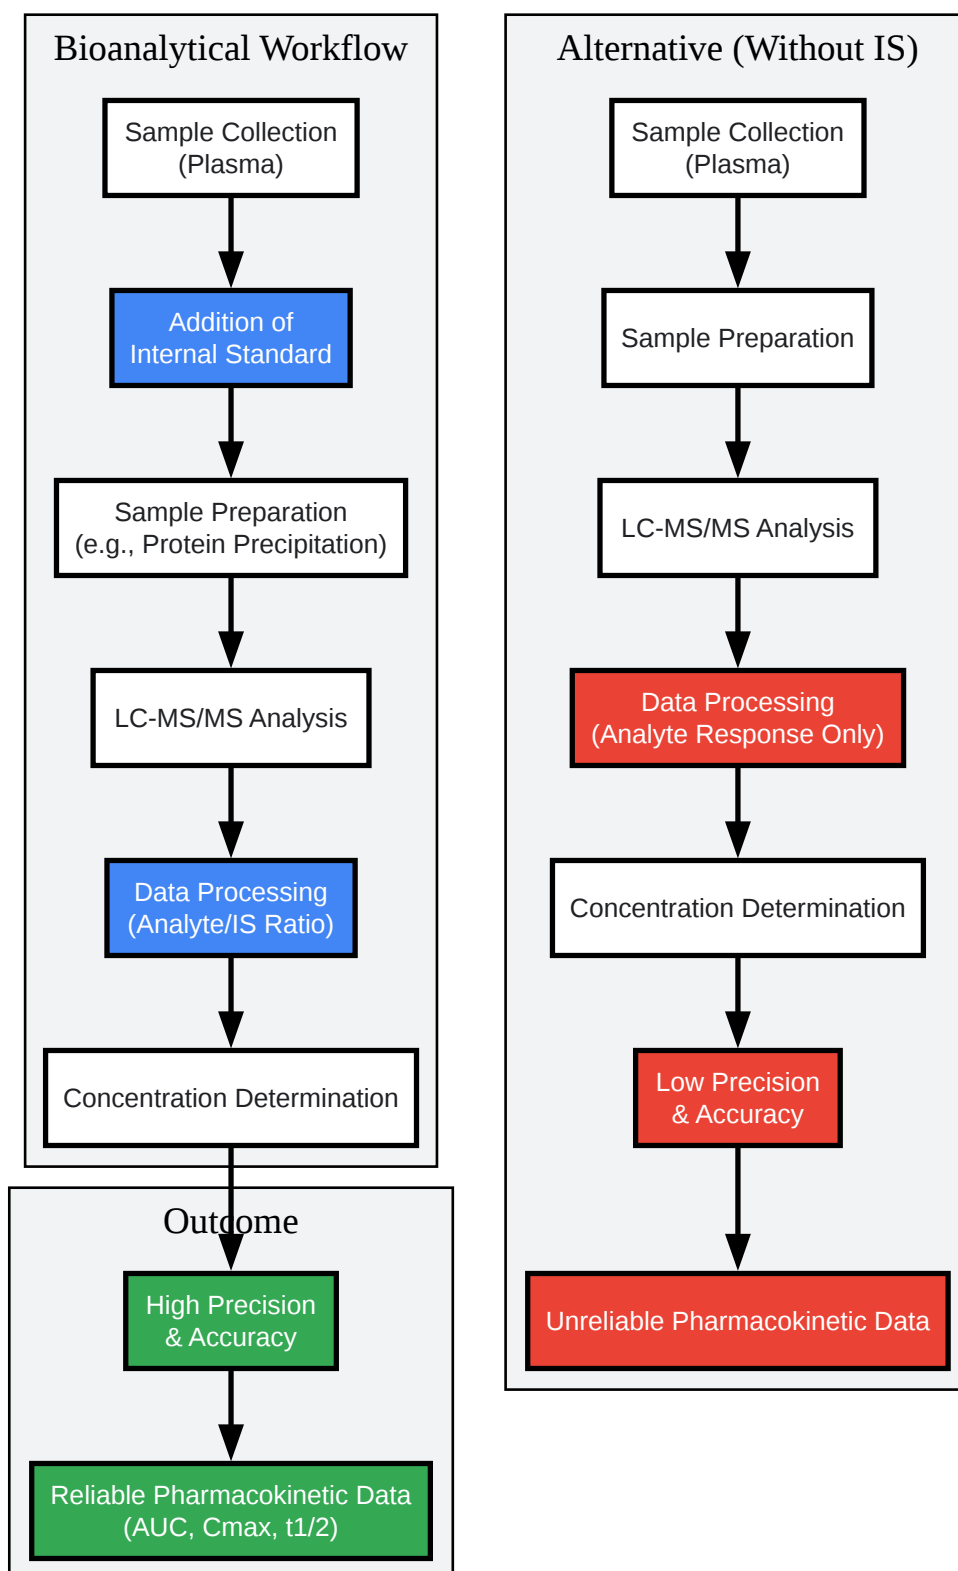 Bioanalytical Workflow
Sample Collection
(Plasma)
Addition of
Internal Standard
Sample Preparation
(e.g., Protein Precipitation)
LC-MS/MS Analysis
Data Processing
(Analyte/IS Ratio)
Concentration Determination
Outcome
High Precision
& Accuracy
Reliable Pharmacokinetic Data
(AUC, Cmax, t1/2)
Alternative (Without IS)
Sample Collection
(Plasma)
Sample Preparation
LC-MS/MS Analysis
Data Processing
(Analyte Response Only)
Concentration Determination
Low Precision
& Accuracy
Unreliable Pharmacokinetic Data